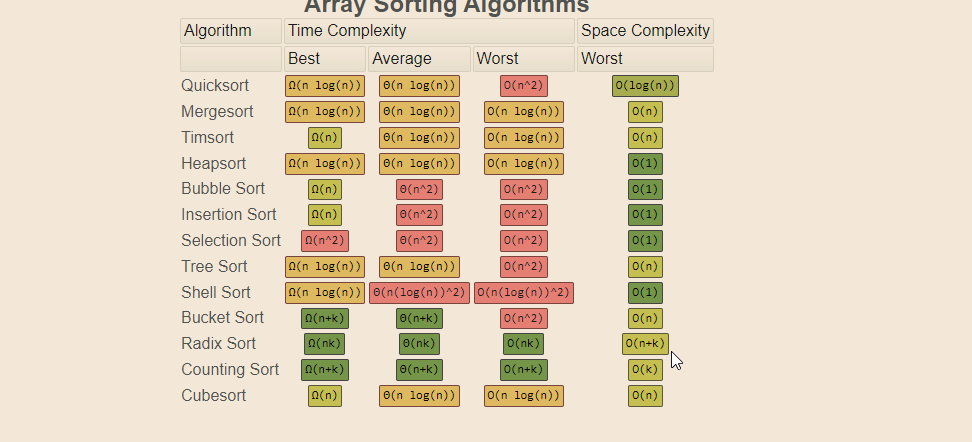 Array Sorting Algorithms
Algorithm Time Complexity Space Complexity
Best Average Worst Worst
Quicksort Ω(n log(n)) Θ(n log(n)) O(n^2) O(log(n))
Mergesort Ω(n log(n)) Θ(n log(n)) O(n log(n)) O(n)
Timsort Ω(n) Θ(n log(n)) O(n log(n)) O(n)
Heapsort Ω(n log(n)) Θ(n log(n)) O(n log(n)) O(1)
Bubble Sort Ω(n) Θ(n^2) O(n^2) O(1)
Insertion Sort Ω(n) Θ(n^2) O(n^2) O(1)
Selection Sort Ω(n^2) Θ(n^2) O(n^2) O(1)
Tree Sort Ω(n log(n)) Θ(n log(n)) O(n^2) O(n)
Shell Sort Ω(n log(n)) Θ(n(log(n))^2) O(n(log(n))^2) O(1)
Bucket Sort Ω(n+k) Θ(n+k) O(n^2) O(n)
Radix Sort Ω(nk) Θ(nk) O(nk) O(n+k)
Counting Sort Ω(n+k) Θ(n+k) O(n+k) O(k)
Cubesort Ω(n) Θ(n log(n)) O(n log(n)) O(n)